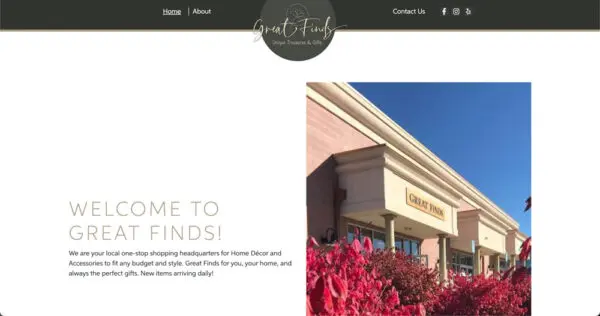 Home
About
Great Finds
Unique Treasures & Gifts
Contact Us
GREAT FINDS
WELCOME TO
GREAT FINDS!
We are your local one-stop shopping headquarters for Home Décor and
Accessories to fit any budget and style. Great Finds for you, your home, and
always the perfect gifts. New items arriving daily!